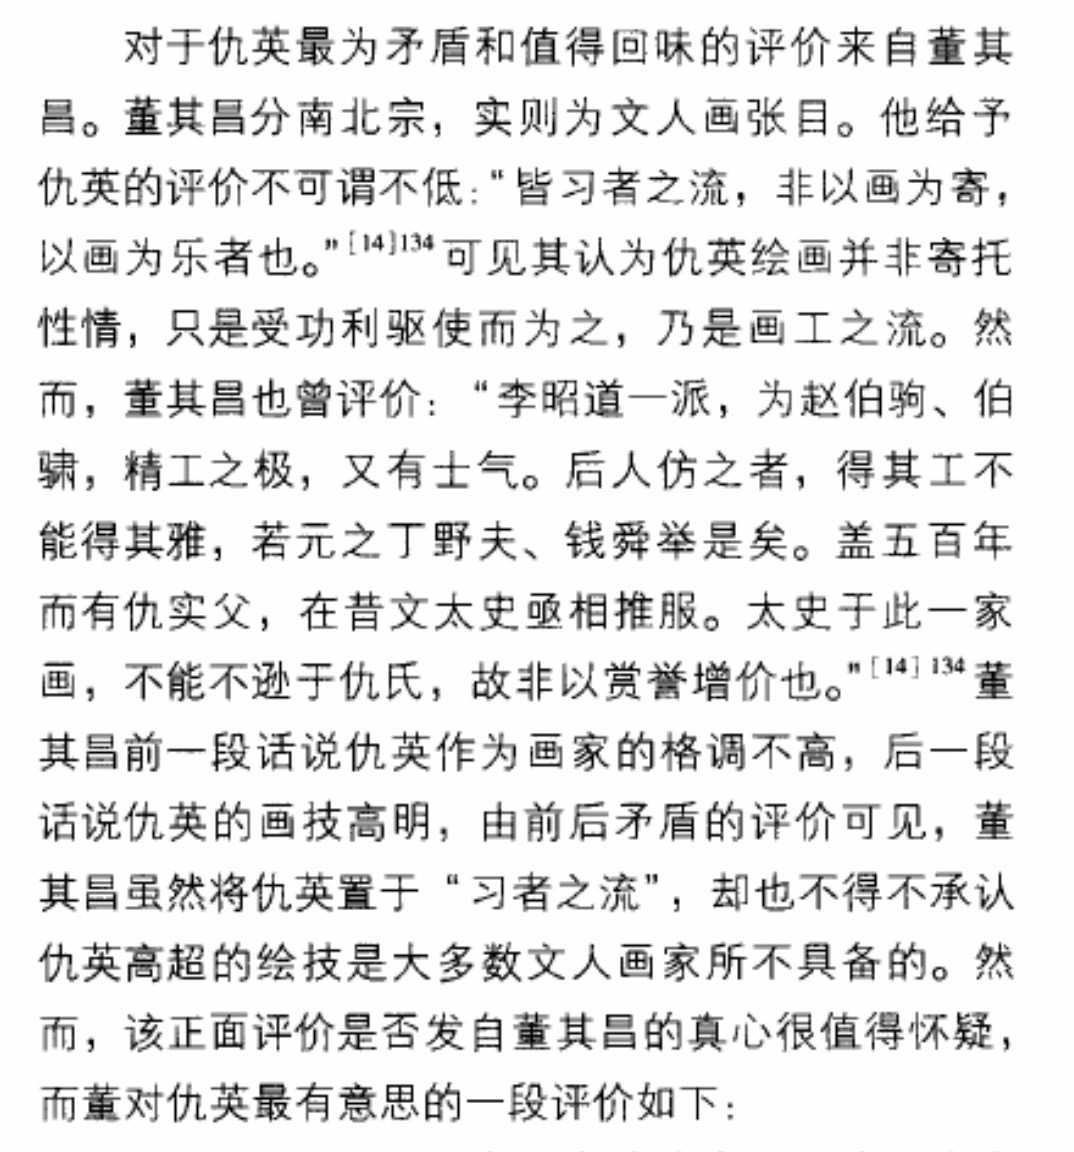 对于仇英最为矛盾和值得回味的评价来自董其
昌。董其昌分南北宗，实则为文人画张目。他给予
仇英的评价不可谓不低：“皆习者之流，非以画为寄，
以画为乐者也。”[14]134可见其认为仇英绘画并非寄托
性情，只是受功利驱使而为之，乃是画工之流。然
而，董其昌也曾评价：“李昭道一派，为赵伯驹、伯
骕，精工之极，又有士气。后人仿之者，得其工不
能得其雅，若元之丁野夫、钱舜举是矣。盖五百年
而有仇实父，在昔文太史亟相推服。太史于此一家
画，不能不逊于仇氏，故非以赏誉增价也。”[14] 134董
其昌前一段话说仇英作为画家的格调不高，后一段
话说仇英的画技高明，由前后矛盾的评价可见，董
其昌虽然将仇英置于“习者之流”，却也不得不承认
仇英高超的绘技是大多数文人画家所不具备的。然
而，该正面评价是否发自董其昌的真心很值得怀疑，
而董对仇英最有意思的一段评价如下：